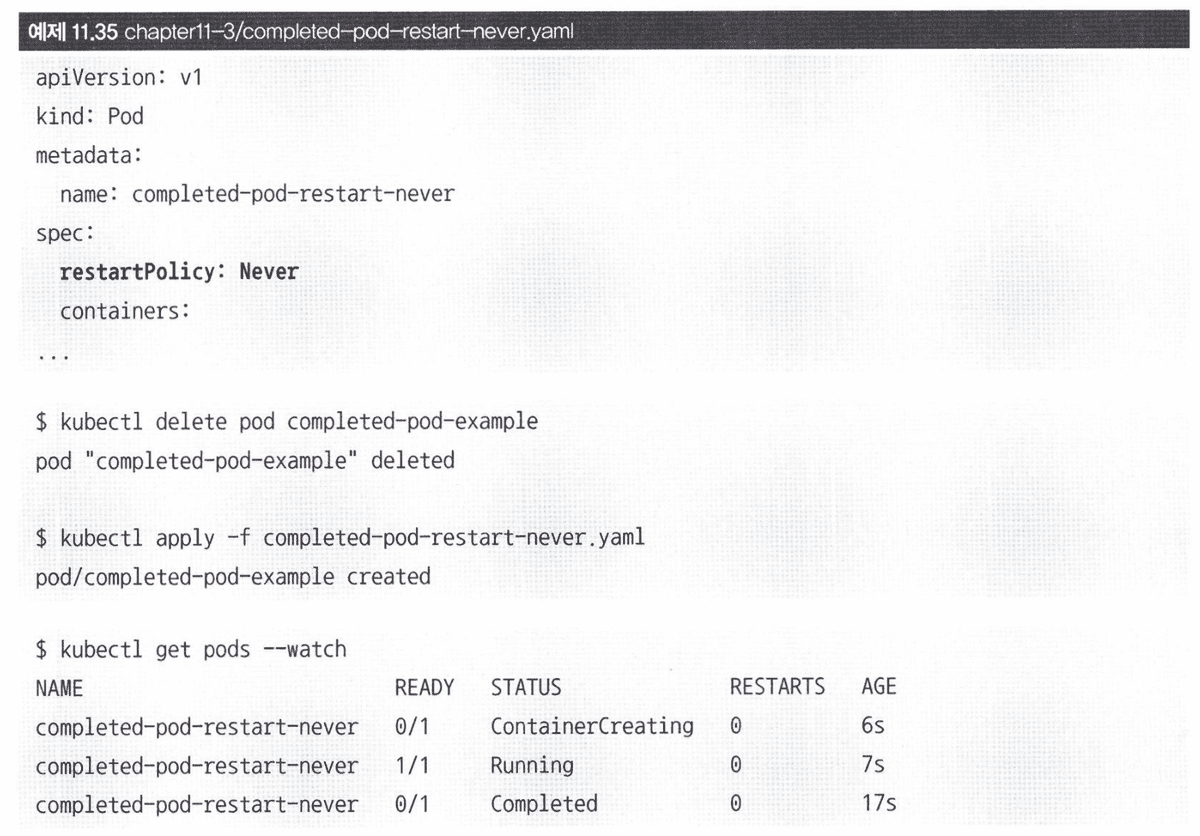 예제 11.35 chapter11-3/completed-pod-restart-never.yaml
apiVersion: v1
kind: Pod
metadata:
  name: completed-pod-restart-never
spec:
  restartPolicy: Never
  containers:
...
$ kubectl delete pod completed-pod-example
pod "completed-pod-example" deleted
$ kubectl apply -f completed-pod-restart-never.yaml
pod/completed-pod-example created
$ kubectl get pods --watch
NAME READY STATUS RESTARTS AGE
completed-pod-restart-never 0/1 ContainerCreating 0 6s
completed-pod-restart-never 1/1 Running 0 7s
completed-pod-restart-never 0/1 Completed 0 17s